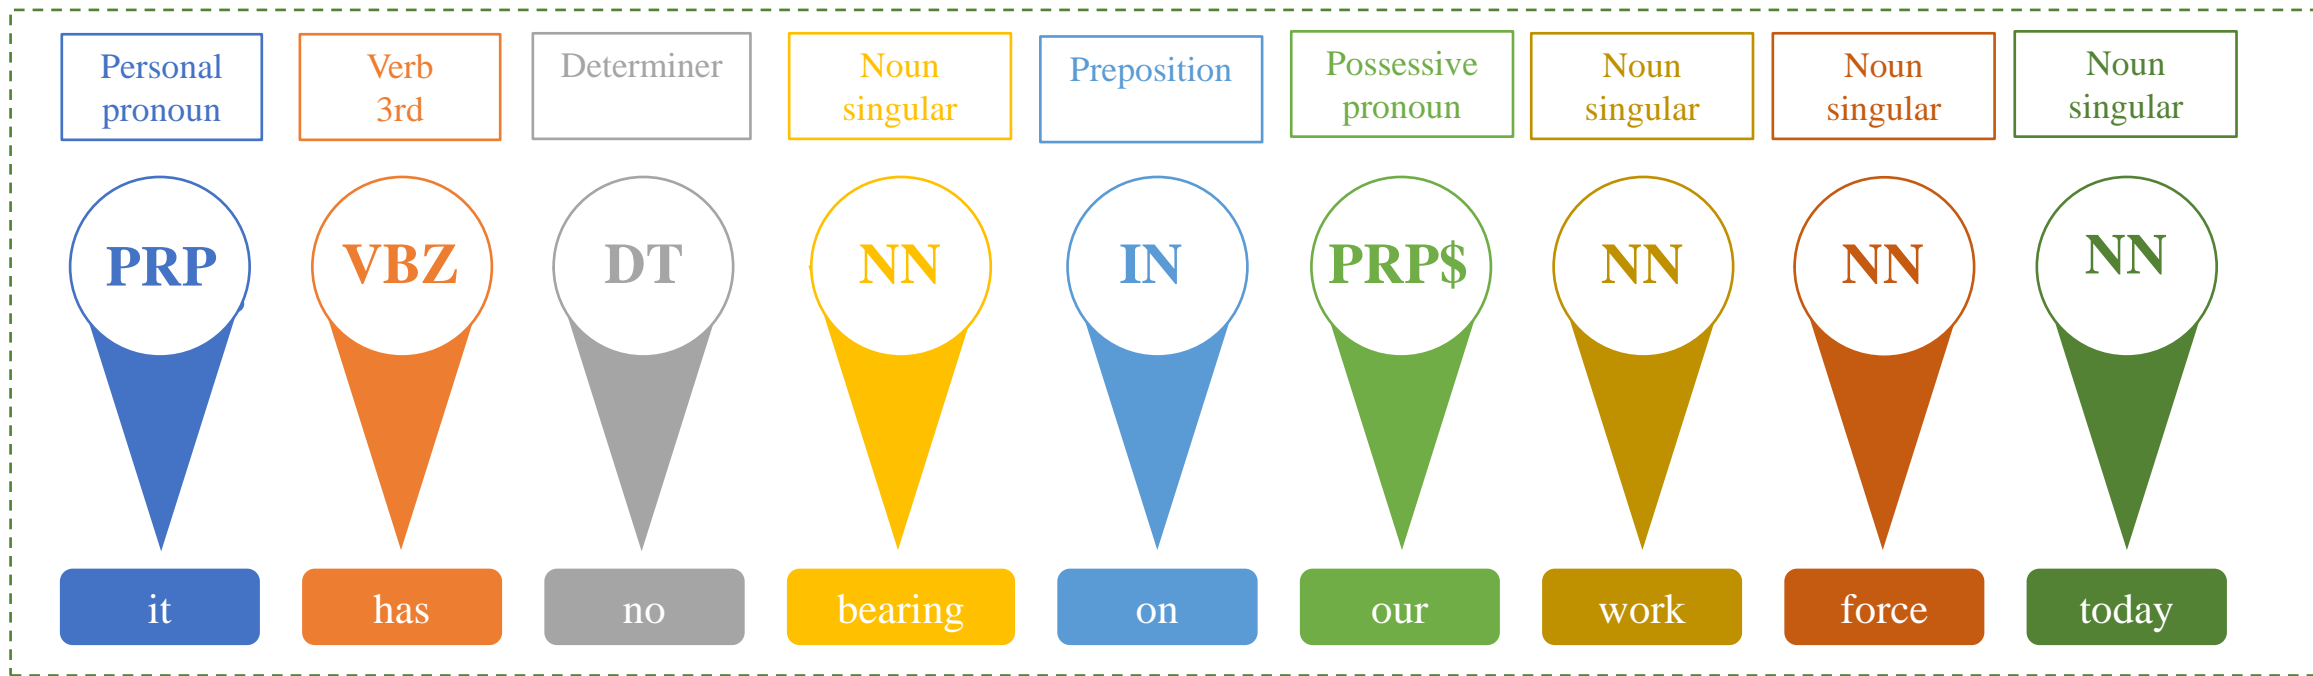 Personal
pronoun
Verb
3rd
Determiner
Noun
singular
Preposition
Possessive
pronoun
Noun
singular
Noun
singular
Noun
singular
PRP
VBZ
DT
NN
IN
PRP$
NN
NN
NN
it
has
no
bearing
on
our
work
force
today